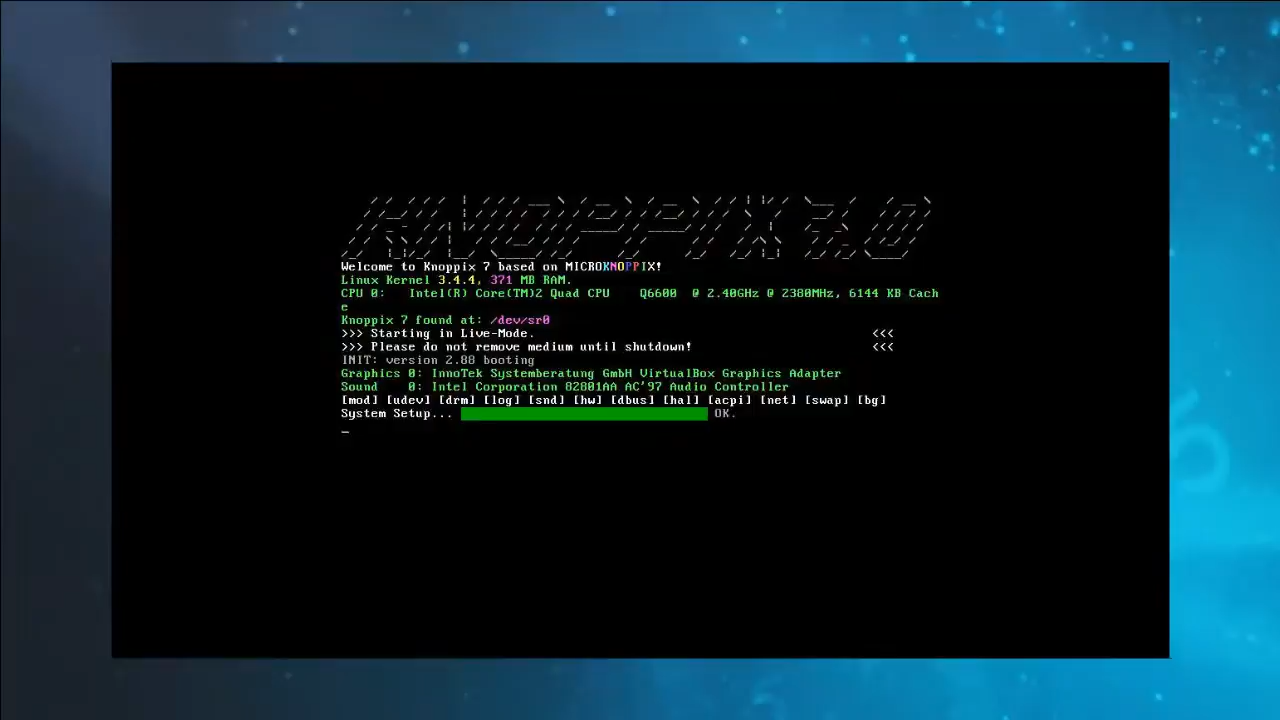 KNOPPIX 7.0
Welcome to Knoppix 7 based on MICROKNOPPIX!
Linux Kernel 3.4.4, 371 MB RAM.
CPU 0:   Intel(R) Core(TM)2 Quad CPU    Q6600  @ 2.40GHz @ 2380MHz, 6144 KB Cach
e
Knoppix 7 found at: /dev/sr0
>>> Starting in Live-Mode. <<<
>>> Please do not remove medium until shutdown! <<<
INIT: version 2.88 booting
Graphics 0: InnoTek Systemberatung GmbH VirtualBox Graphics Adapter
Sound    0: Intel Corporation 82801AA AC'97 Audio Controller
[mod] [udev] [drm] [log] [snd] [hw] [dbus] [hal] [acpi] [net] [swap] [bg]
System Setup... OK.